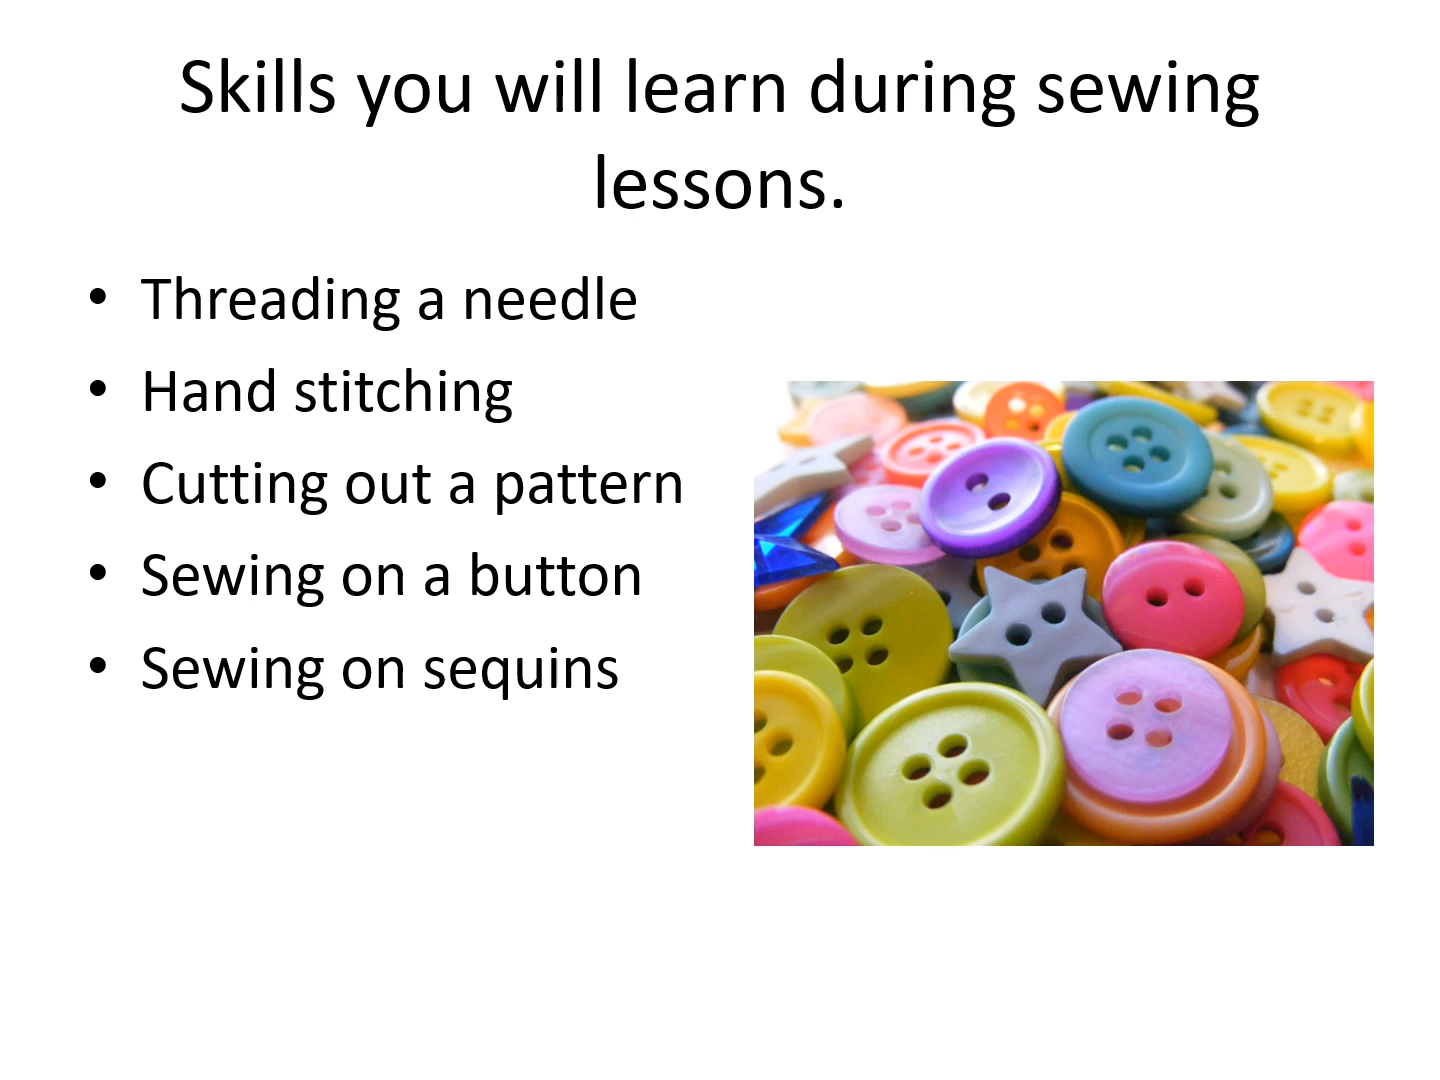 Skills you will learn during sewing
lessons.
• Threading a needle
• Hand stitching
• Cutting out a pattern
• Sewing on a button
• Sewing on sequins